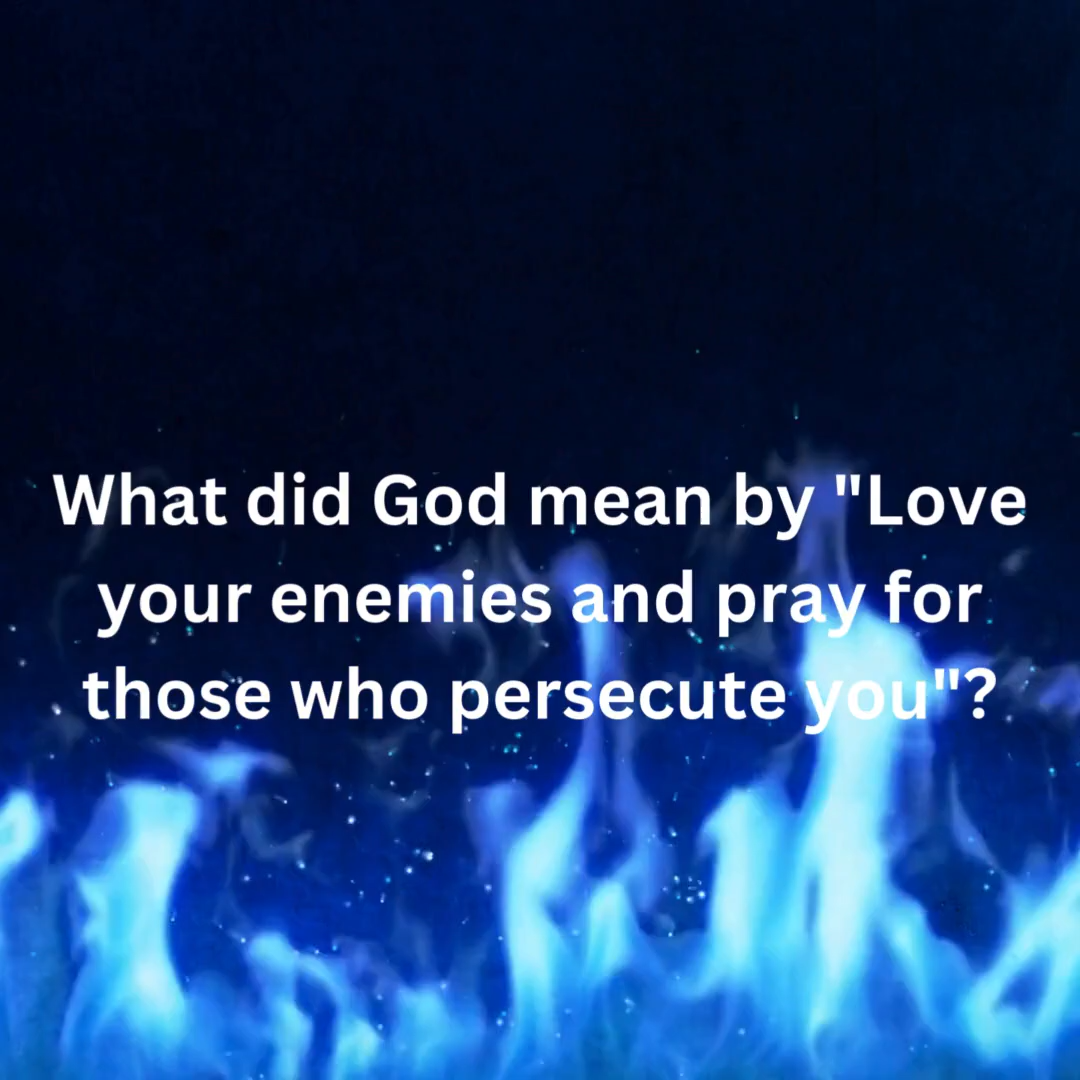 What did God mean by "Love
your enemies and pray for
those who persecute you"?